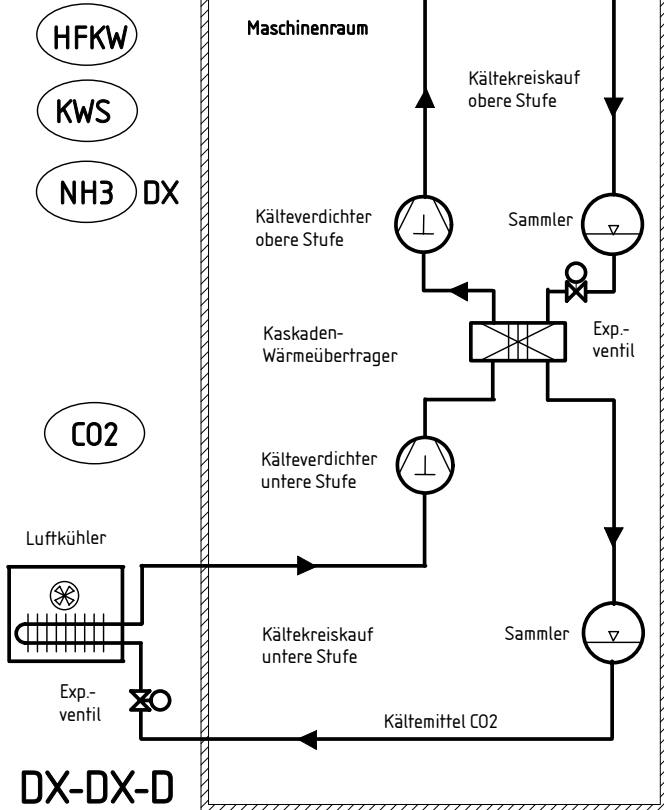 HFKW
Maschinenraum
Kältekreiskauf
obere Stufe
KWS
NH3 DX
Kälteverdichter
obere Stufe
Sammler
Kaskaden-
Wärmeübertrager
Exp.-
ventil
CO2
Kälteverdichter
untere Stufe
Luftkühler
Kältekreiskauf
untere Stufe
Sammler
Exp.-
ventil
Kältemittel CO2
DX-DX-D